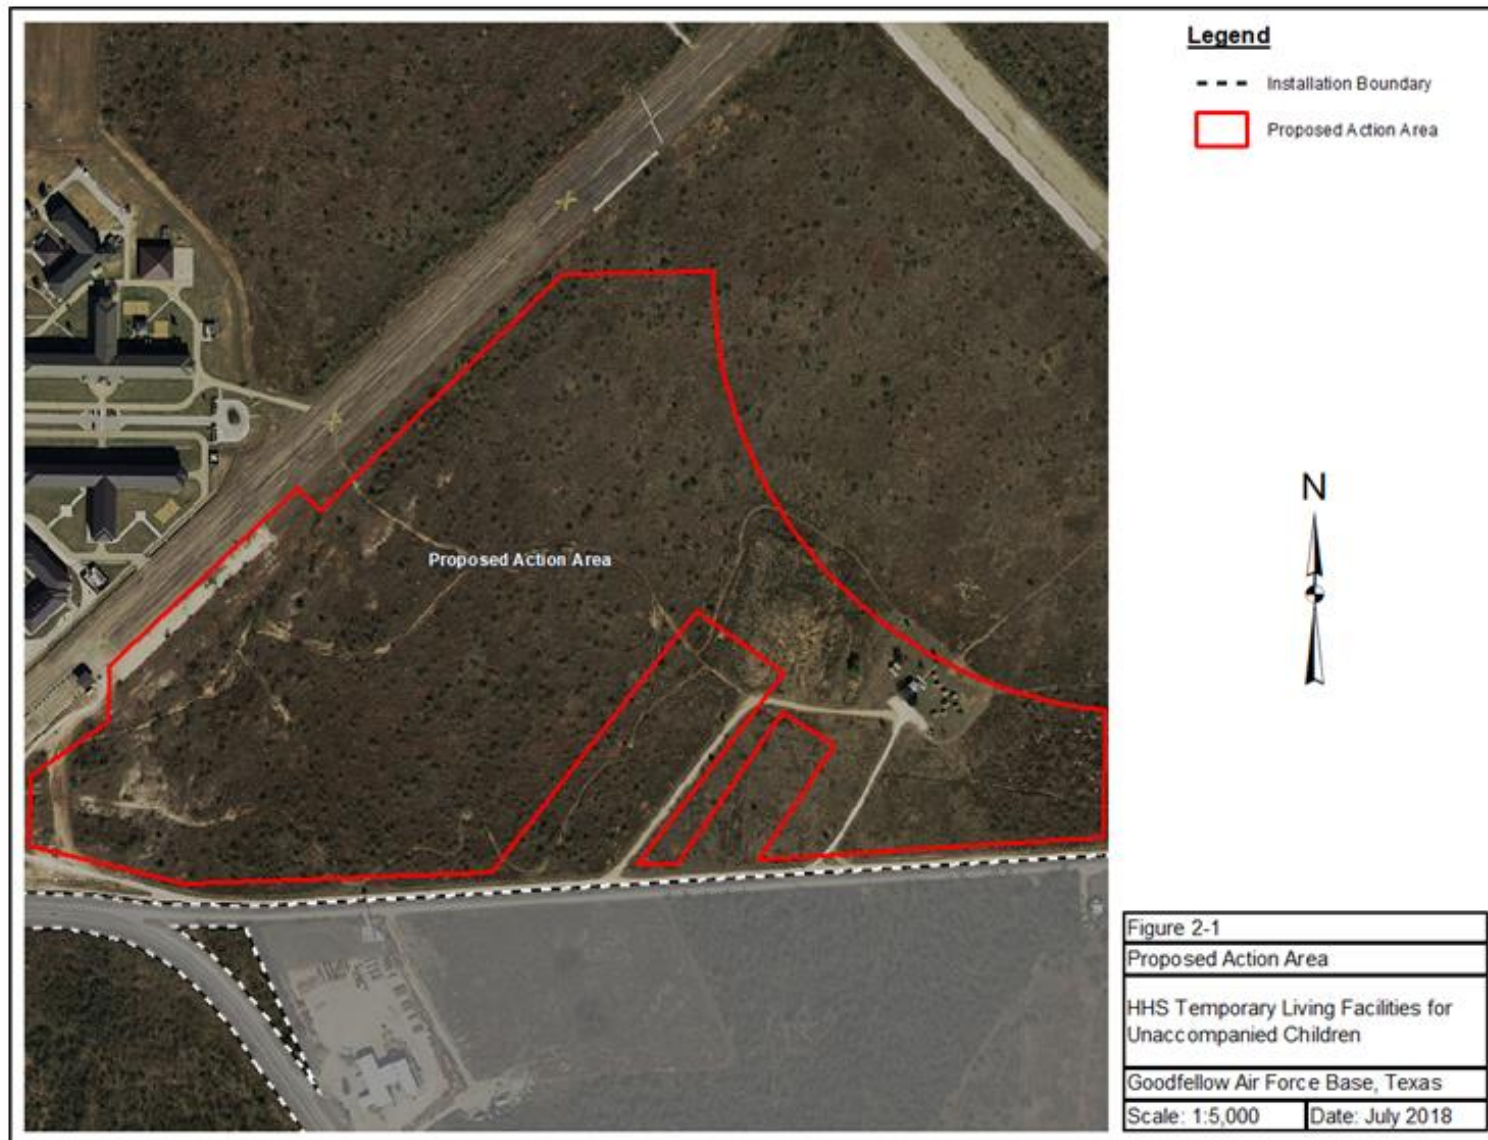 Legend
Installation Boundary
Proposed Action Area
Proposed Action Area
N
Figure 2-1
Proposed Action Area
HHS Temporary Living Facilities for
Unaccompanied Children
Goodfellow Air Force Base, Texas
Scale: 1:5,000
Date: July 2018